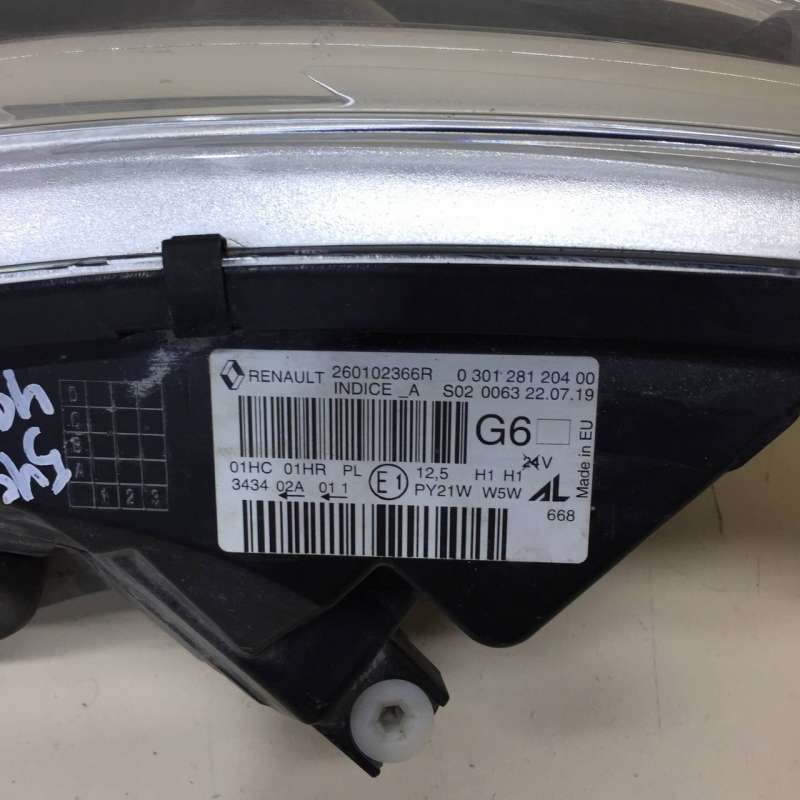 RENAULT 260102366R 0 301 281 204 00
INDICE _A S02 0063 22.07.19
G6
Made in EU
24V
01HC 01HR PL E1 12,5 H1 H1
3434 02A 01 1 PY21W W5W AL
668
D
C
B
A
1 2 3